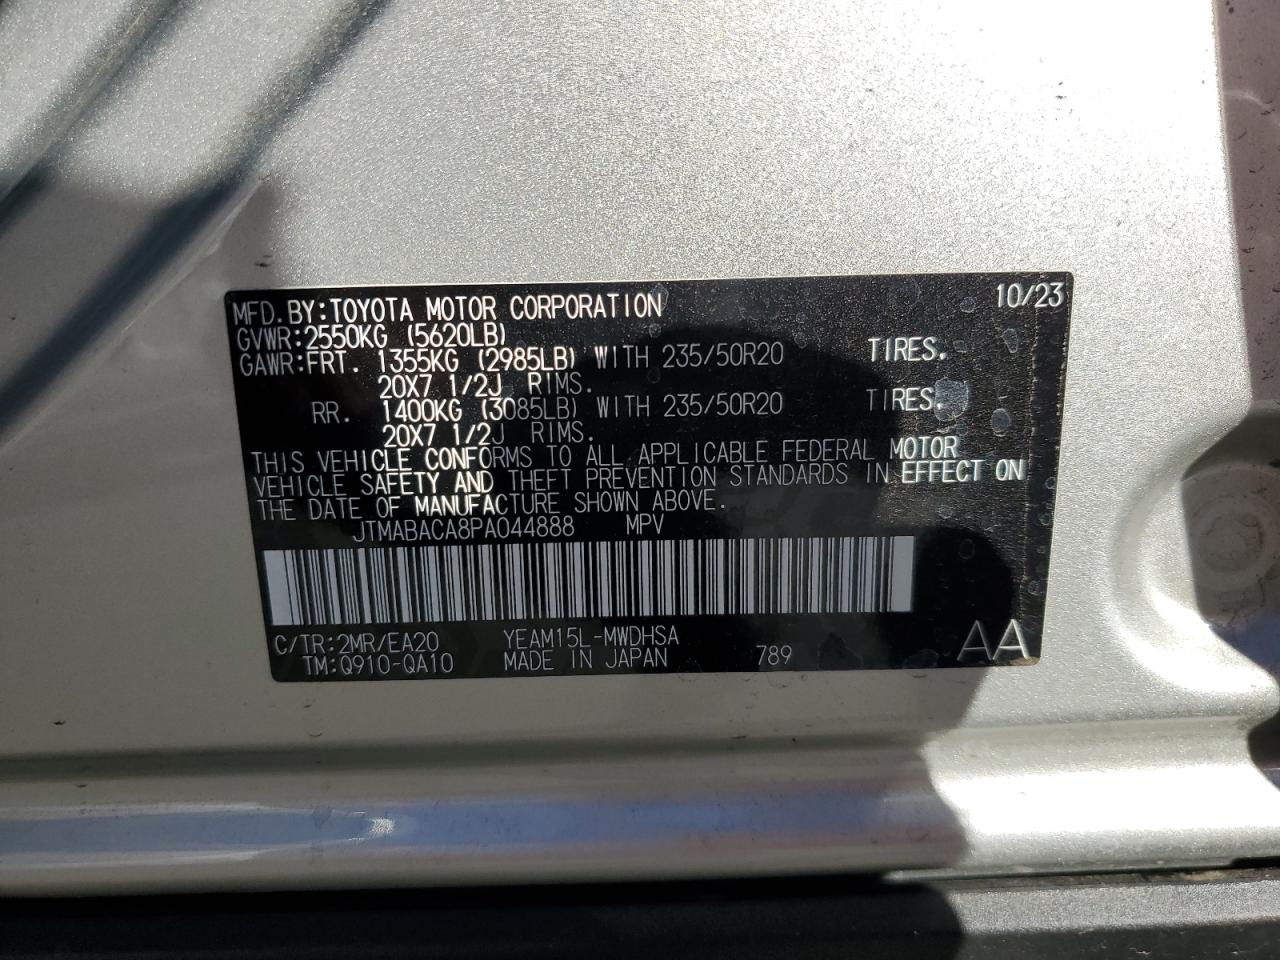 MFD.BY:TOYOTA MOTOR CORPORATION 10/23
GVWR:2550KG (5620LB)
GAWR:FRT. 1355KG (2985LB) WITH 235/50R20 TIRES.
20X7 1/2J RIMS.
RR. 1400KG (3085LB) WITH 235/50R20 TIRES.
20X7 1/2J RIMS.
THIS VEHICLE CONFORMS TO ALL APPLICABLE FEDERAL MOTOR
VEHICLE SAFETY AND THEFT PREVENTION STANDARDS IN EFFECT ON
THE DATE OF MANUFACTURE SHOWN ABOVE.
JTMABACA8PA044888 MPV
C/TR:2MR/EA20 YEAM15L-MWDHSA
TM:Q910-QA10 MADE IN JAPAN 789 AA